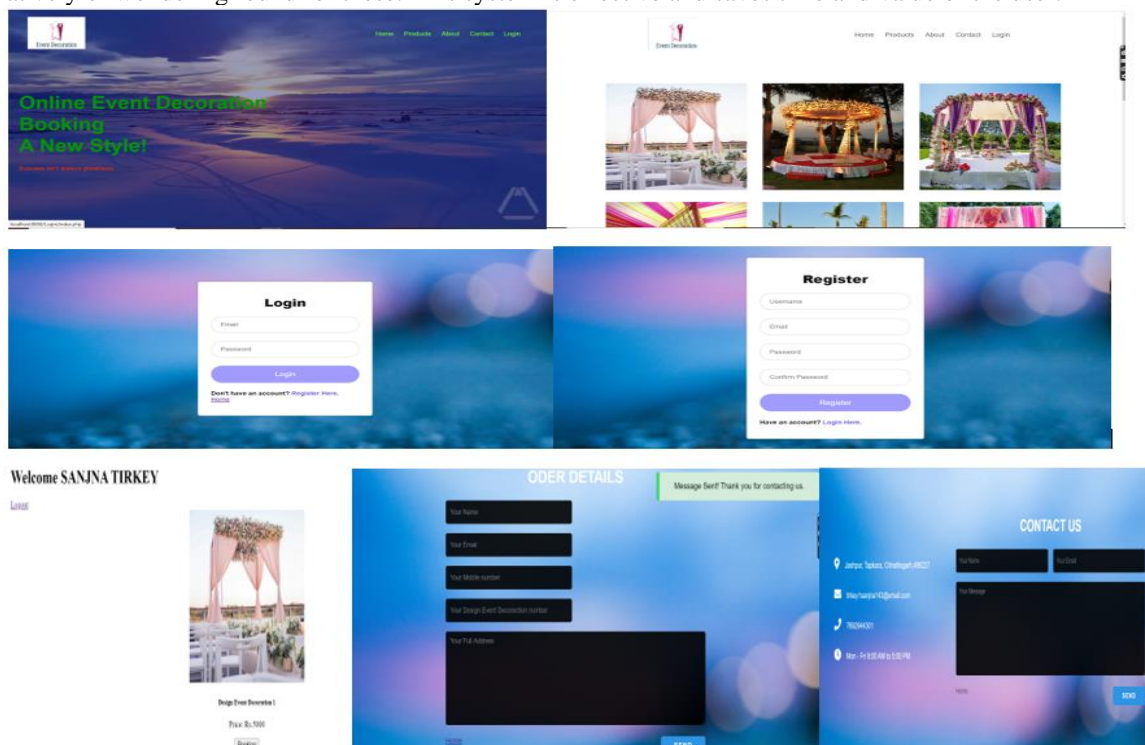 Event Decoration
Home Products About Contact Login
Online Event Decoration
Booking
A New Style!
Event Decoration
Home Products About Contact Login
Login
Email
Password
Login
Don't have an account? Register Here.
Home
Register
Username
Email
Password
Confirm Password
Register
Have an account? Login Here.
Welcome SANJNA TIRKEY
Logout
Design Event Decoration 1
Price: Rs.5000
Booking
ODER DETAILS
Message Sent! Thank you for contacting us.
Your Name
Your Email
Your Mobile number
Your Design Event Decoration number
Your Full Address
Home
SEND
CONTACT US
Jashpur, Tapkara, Chhattisgarh
Your Name
Your Email
Your Message
Mon - Fri 8:00 AM to 5:00 PM
Home
SEND